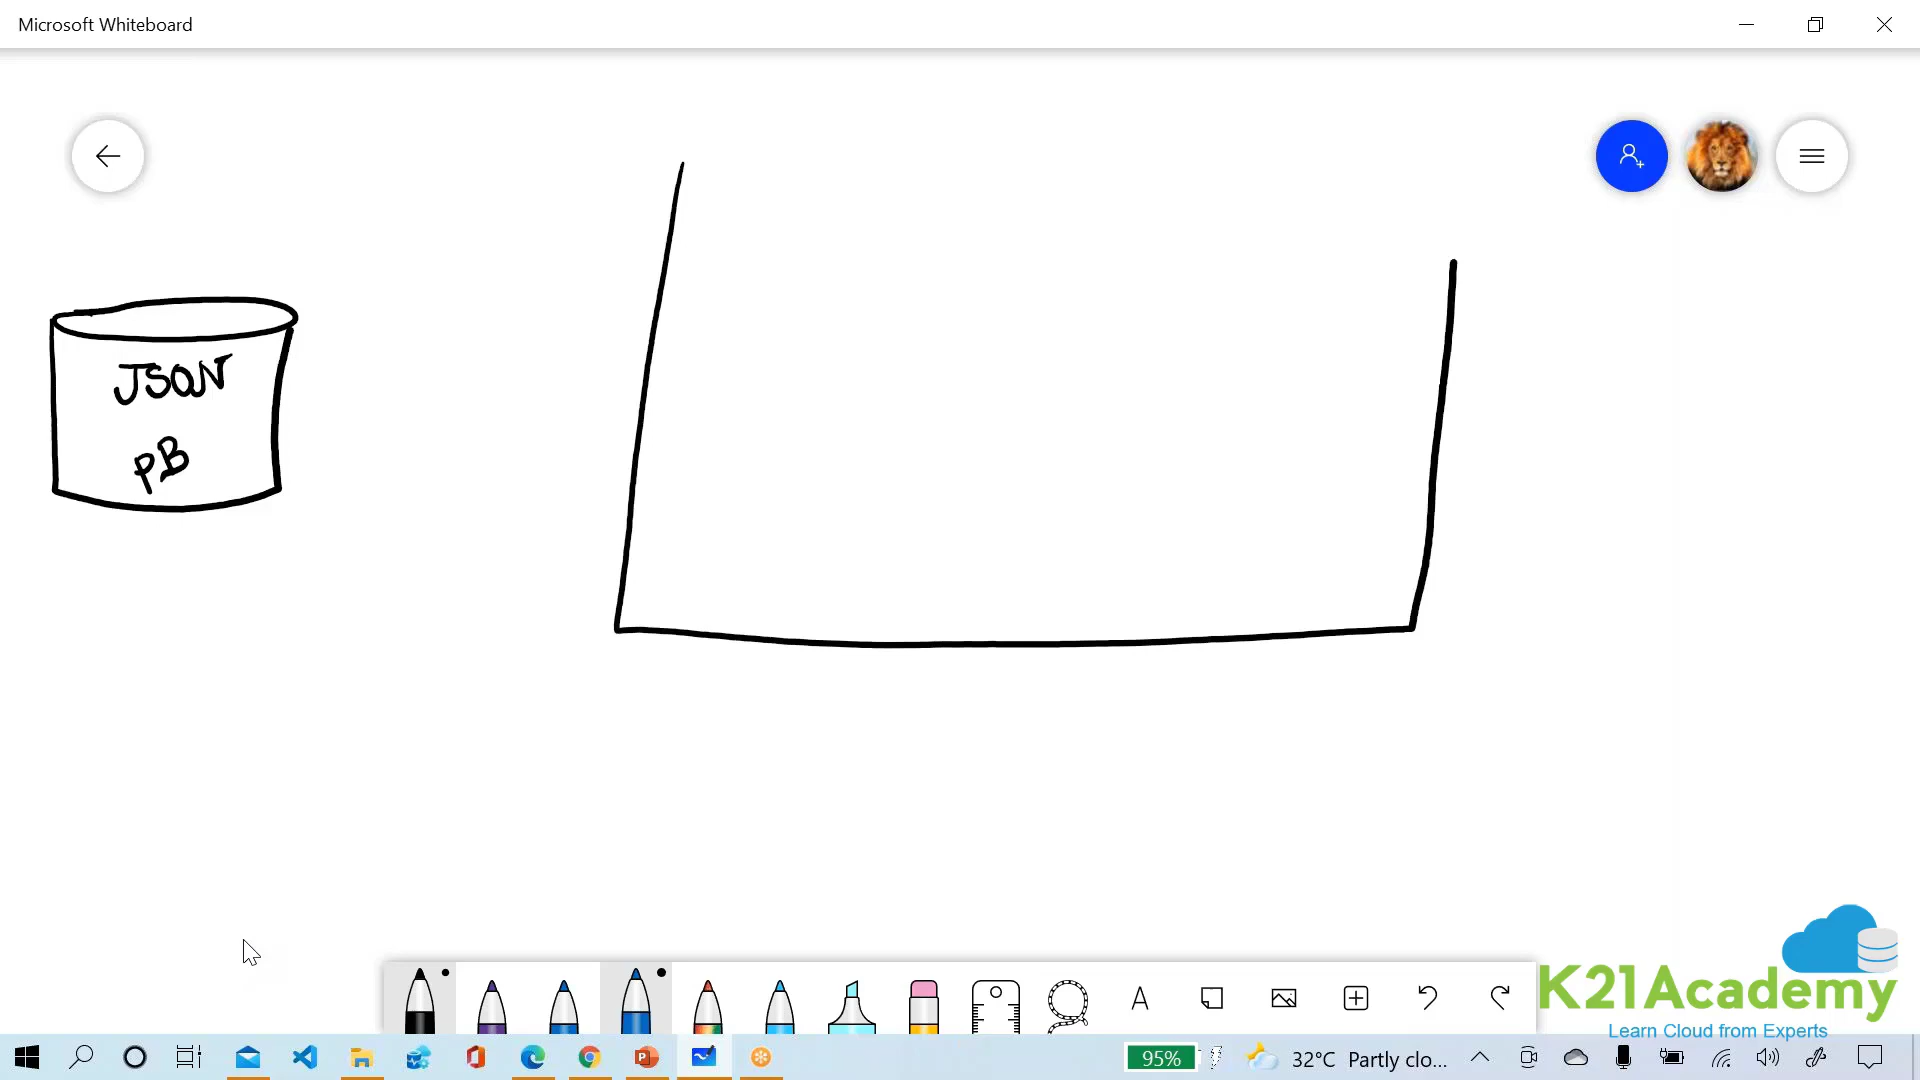 Microsoft Whiteboard
JSON
PB
A
K21Academy
Learn Cloud from Experts
95%
32°C Partly clo...